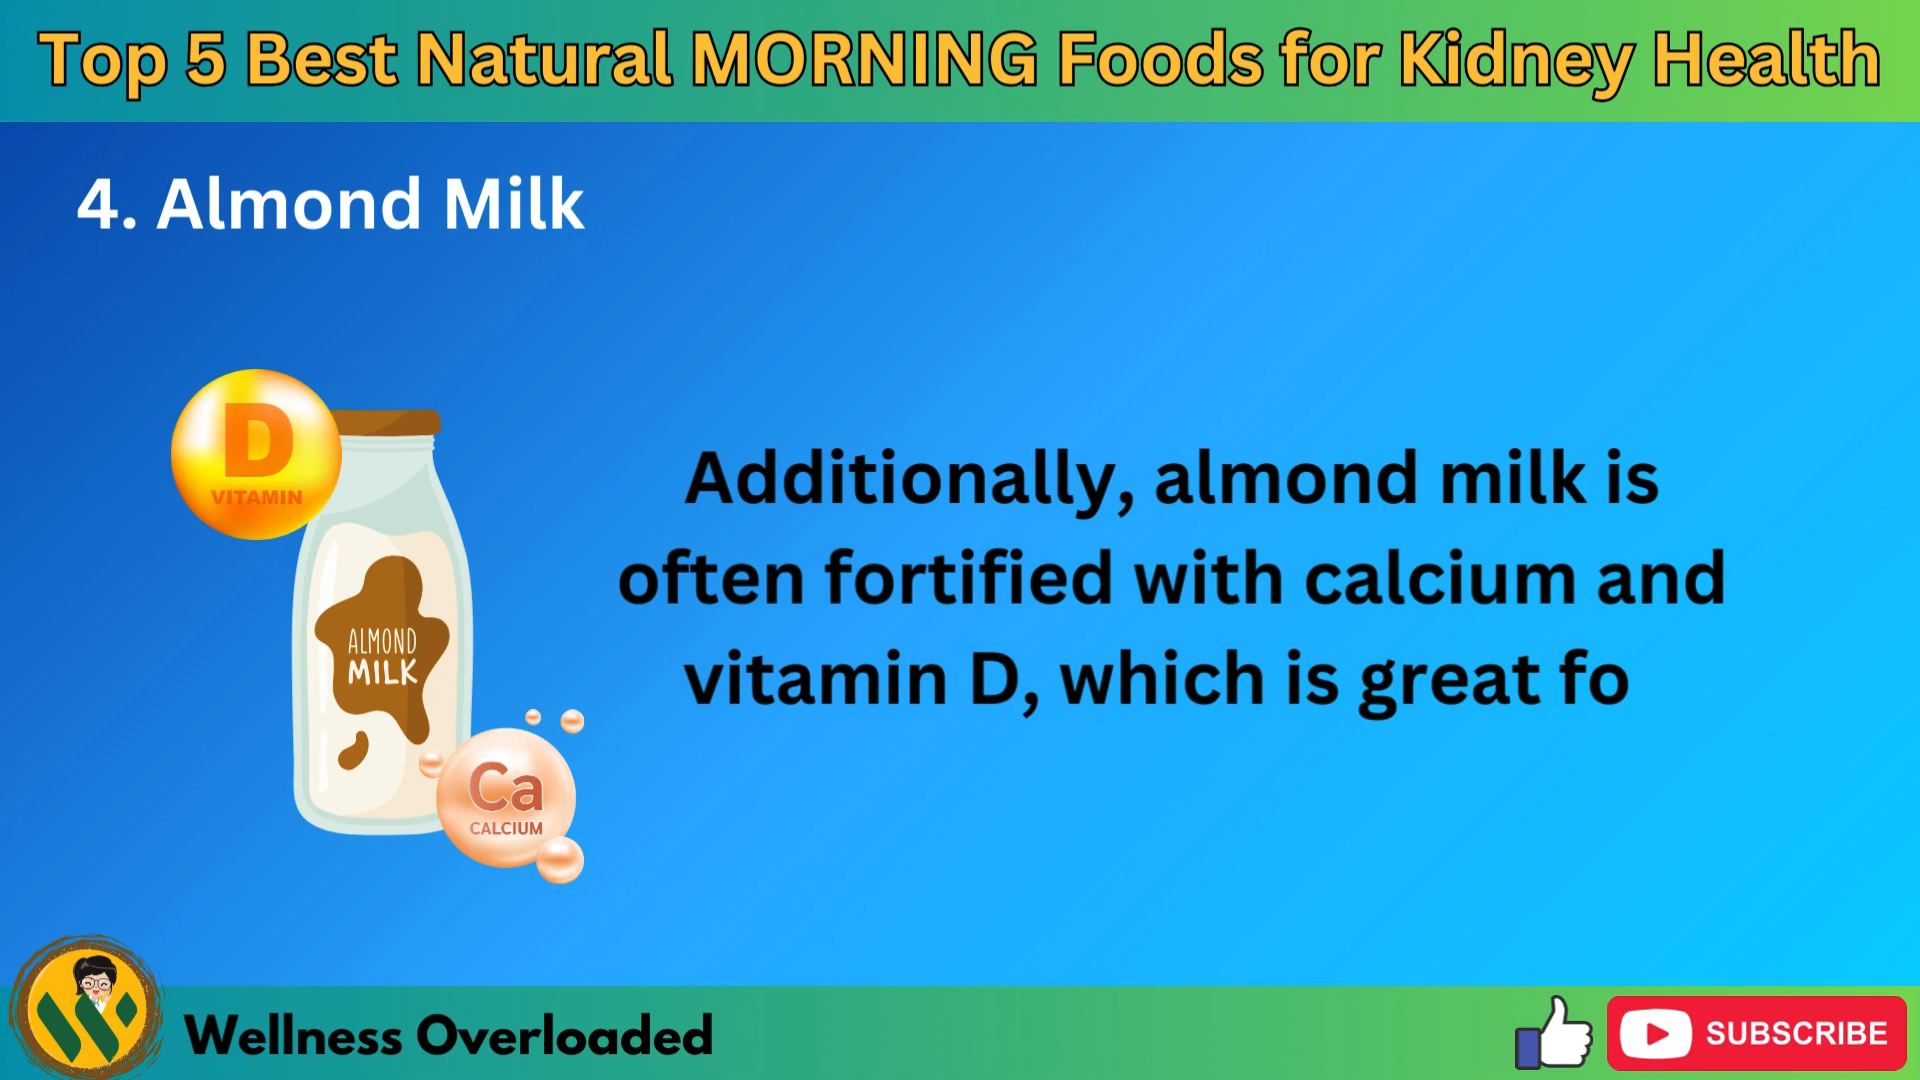 Top 5 Best Natural MORNING Foods for Kidney Health
4. Almond Milk
D
VITAMIN
ALMOND
MILK
Ca
CALCIUM
Additionally, almond milk is
often fortified with calcium and
vitamin D, which is great fo
Wellness Overloaded
SUBSCRIBE